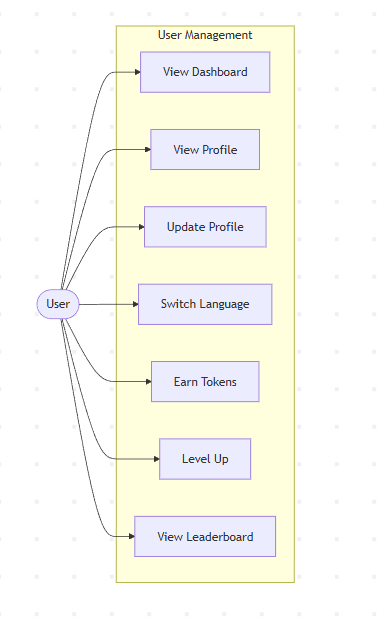 User Management
View Dashboard
View Profile
Update Profile
User
Switch Language
Earn Tokens
Level Up
View Leaderboard